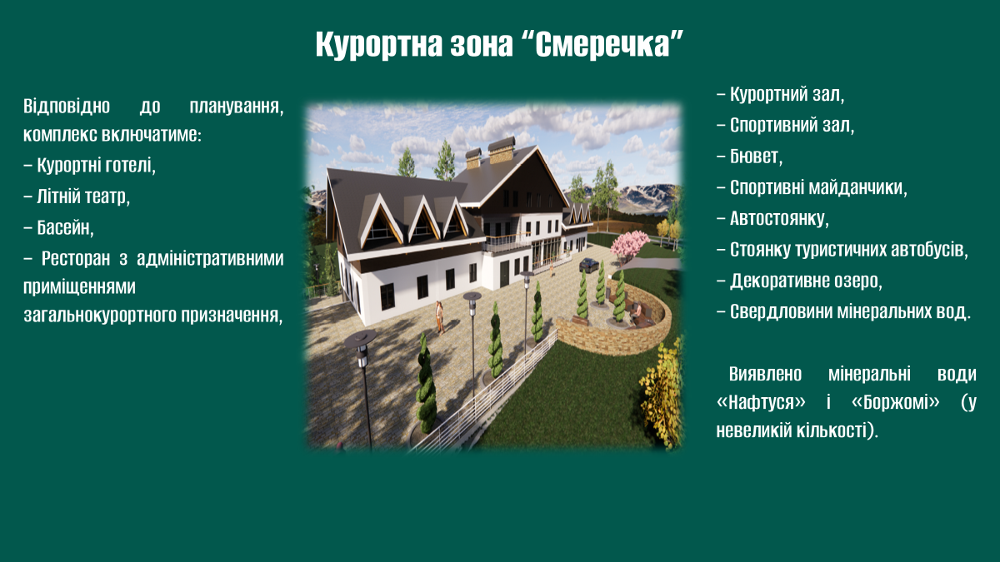 Курортна зона “Смеречка”
Відповідно до планування,
комплекс включатиме:
– Курортні готелі,
– Літній театр,
– Басейн,
– Ресторан з адміністративними
приміщеннями
загальнокурортного призначення,
– Курортний зал,
– Спортивний зал,
– Бювет,
– Спортивні майданчики,
– Автостоянку,
– Стоянку туристичних автобусів,
– Декоративне озеро,
– Свердловини мінеральних вод.
Виявлено мінеральні води
«Нафтуся» і «Боржомі» (у
невеликій кількості).